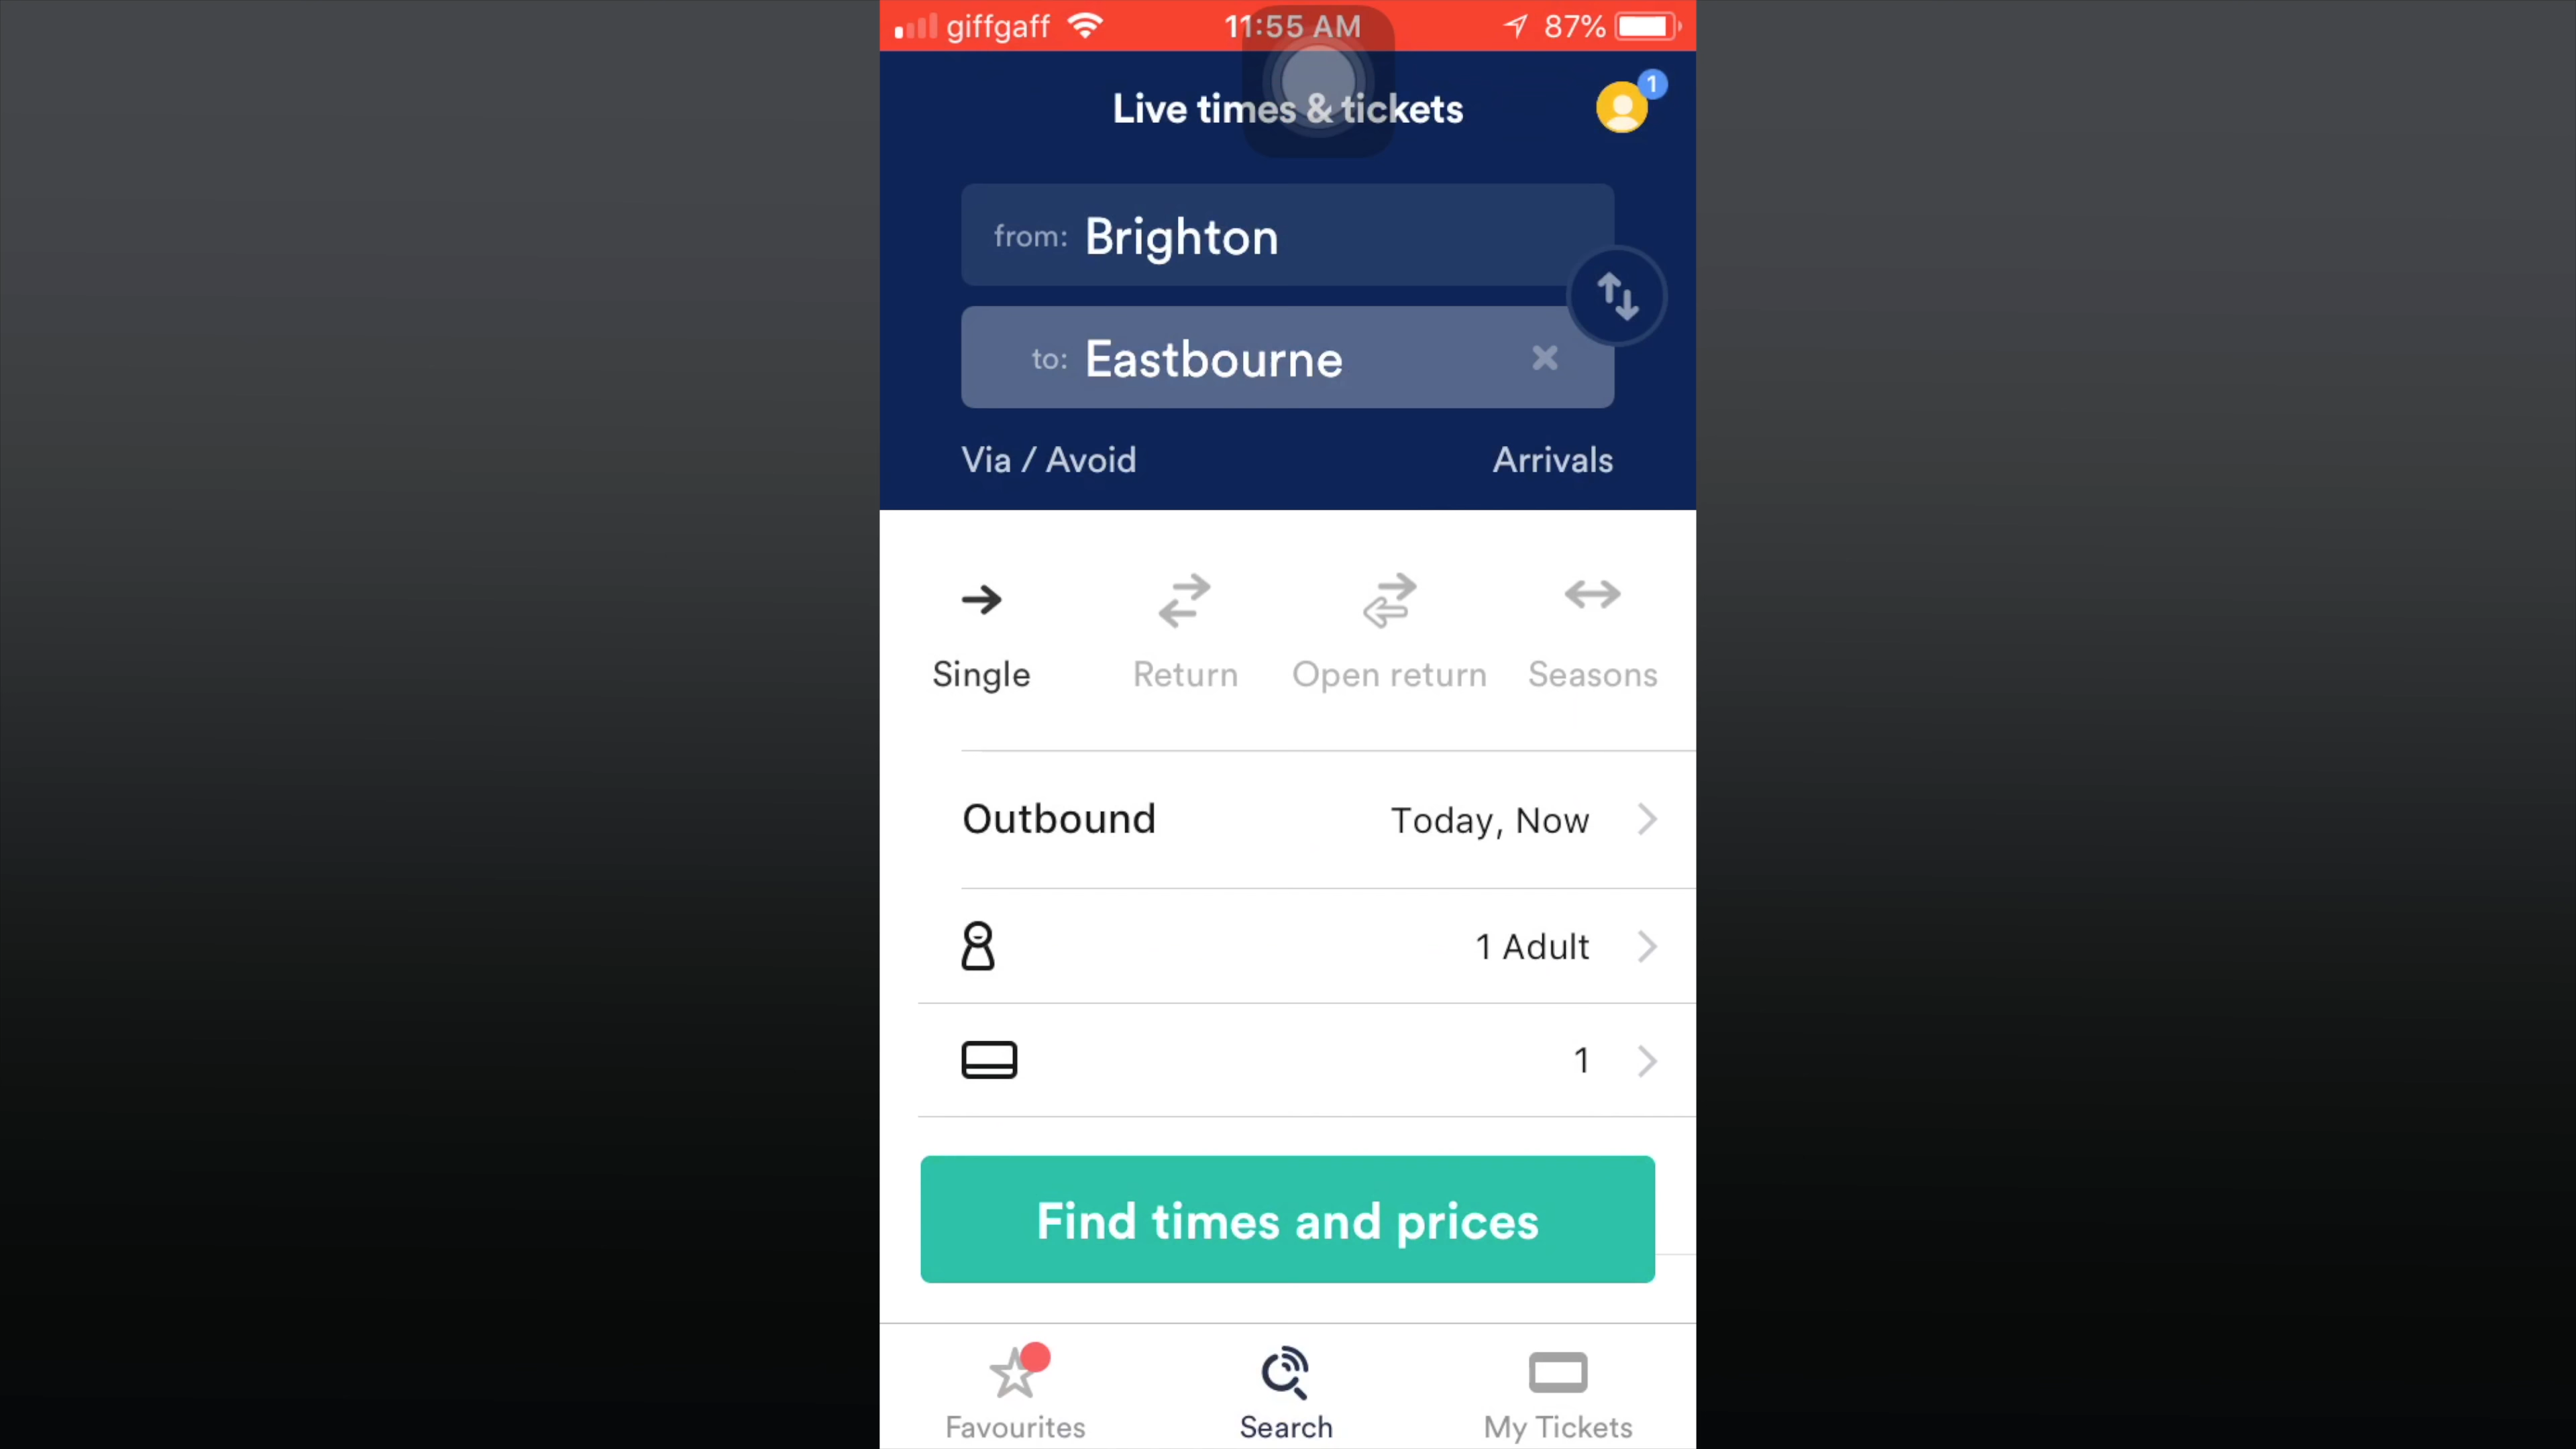 giffgaff 11:55 AM 87%
Live times & tickets 1
from: Brighton
to: Eastbourne
Via / Avoid Arrivals
Single Return Open return Seasons
Outbound Today, Now
1 Adult
1
Find times and prices
Favourites Search My Tickets